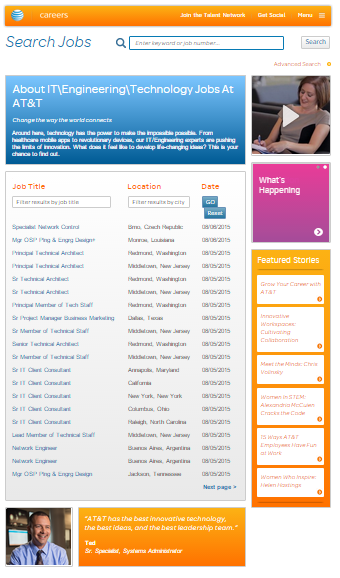 careers
Join the Talent Network
Get Social
Menu
Search Jobs
Enter keyword or job number...
Search
Advanced Search
About IT\Engineering\Technology Jobs At
AT&T
Change the way the world connects
Around here, technology has the power to make the impossible possible. From
healthcare mobile apps to revolutionary devices, our IT/Engineering experts are pushing
the limits of innovation. What does it feel like to develop life-changing ideas? This is your
chance to find out.
What's
Happening
Job Title Location Date
Filter results by job title Filter results by city GO
Reset
Specialist Network Control Brno, Czech Republic 08/06/2015
Mgr OSP Plng & Engrg Design+ Monroe, Louisiana 08/06/2015
Principal Technical Architect Redmond, Washington 08/05/2015
Principal Technical Architect Middletown, New Jersey 08/05/2015
Sr Technical Architect Redmond, Washington 08/05/2015
Sr Technical Architect Middletown, New Jersey 08/05/2015
Principal Member of Tech Staff Redmond, Washington 08/05/2015
Sr Project Manager Business Marketing Dallas, Texas 08/05/2015
Sr Member of Technical Staff Middletown, New Jersey 08/05/2015
Senior Technical Architect Redmond, Washington 08/05/2015
Sr Member of Technical Staff Middletown, New Jersey 08/05/2015
Sr IT Client Consultant Annapolis, Maryland 08/05/2015
Sr IT Client Consultant California 08/05/2015
Sr IT Client Consultant New York, New York 08/05/2015
Sr IT Client Consultant Columbus, Ohio 08/05/2015
Sr IT Client Consultant Raleigh, North Carolina 08/05/2015
Lead Member of Technical Staff Middletown, New Jersey 08/05/2015
Network Engineer Buenos Aires, Argentina 08/05/2015
Network Engineer Buenos Aires, Argentina 08/05/2015
Mgr OSP Plng & Engrg Design Jackson, Tennessee 08/05/2015
Next page >
Featured Stories
Grow Your Career with
AT&T
Innovative
Workspaces:
Cultivating
Collaboration
Meet the Minds: Chris
Volinsky
Women in STEM:
Alexandra McCuen
Cracks the Code
15 Ways AT&T
Employees Have Fun
at Work
Women Who Inspire:
Helen Hastings
"AT&T has the best innovative technology,
the best ideas, and the best leadership team."
Ted
Sr. Specialist, Systems Administrator